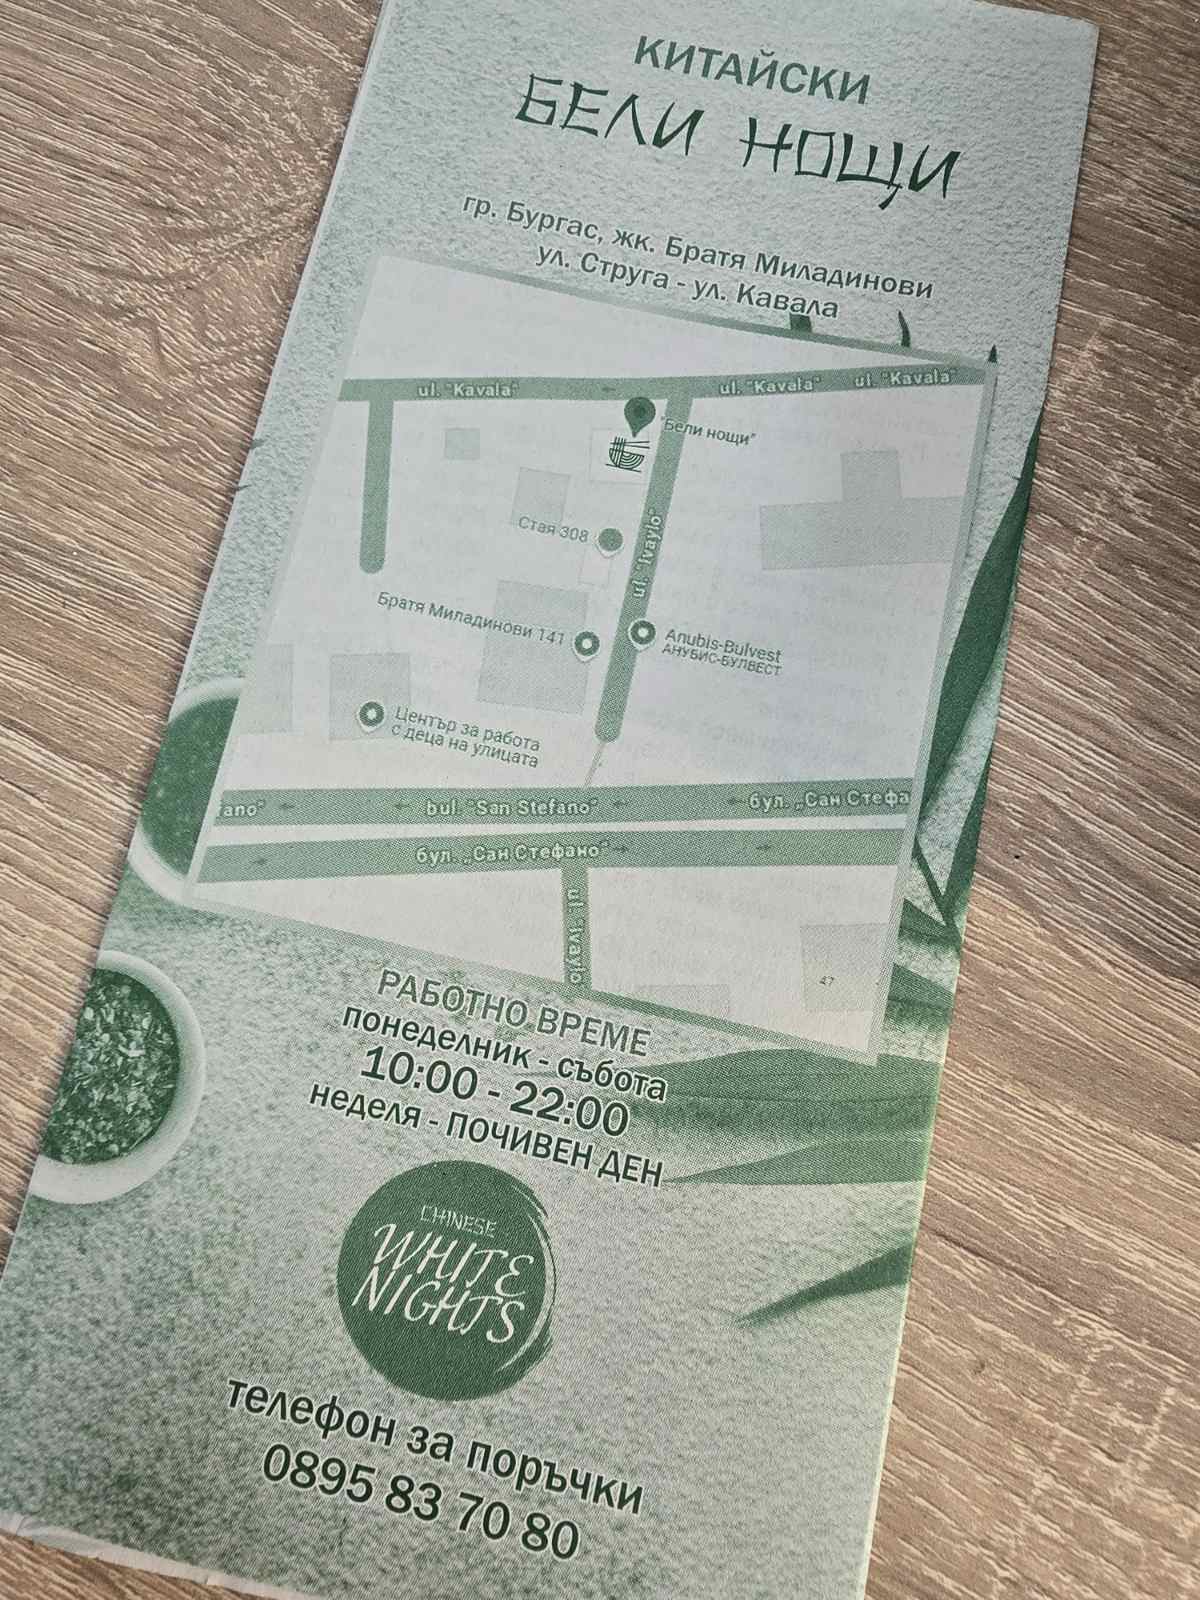 КИТАЙСКИ
БЕЛИ НОЩИ
гр. Бургас, жк. Братя Миладинови
ул. Струга - ул. Кавала
ul. "Kavala"
ul. "Kavala"
ul. "Kavala"
"Бели нощи"
Стая 308
ul. "Ivaylo"
Братя Миладинови 141
Anubis-Bulvest
АНУБИС-БУЛВЕСТ
Център за работа
с деца на улицата
fano"
bul. "San Stefano"
бул. „Сан Стефа
бул. „Сан Стефано"
ul. "Ivaylo
47
РАБОТНО ВРЕМЕ
понеделник - събота
10:00 - 22:00
неделя - ПОЧИВЕН ДЕН
CHINESE
WHITE
NIGHTS
телефон за поръчки
0895 83 70 80